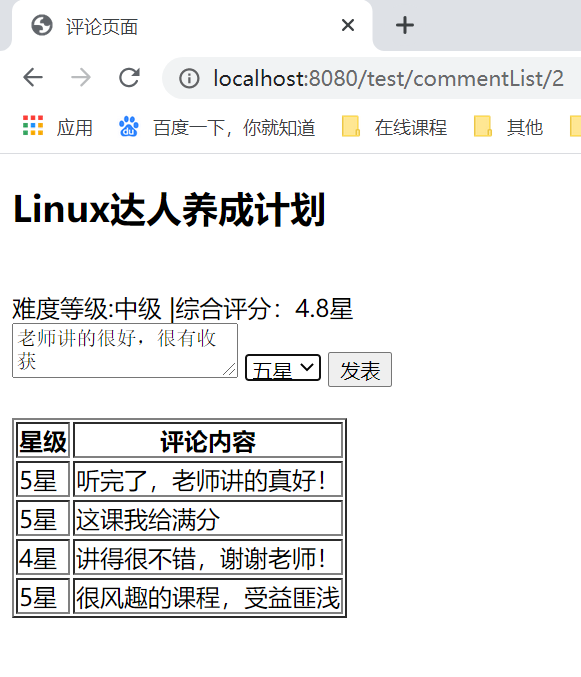 评论页面
localhost:8080/test/commentList/2
应用 百度一下，你就知道 在线课程 其他
Linux达人养成计划
难度等级:中级 |综合评分：4.8星
老师讲的很好，很有收
获
五星 发表
星级 评论内容
5星 听完了，老师讲的真好！
5星 这课我给满分
4星 讲得很不错，谢谢老师！
5星 很风趣的课程，受益匪浅